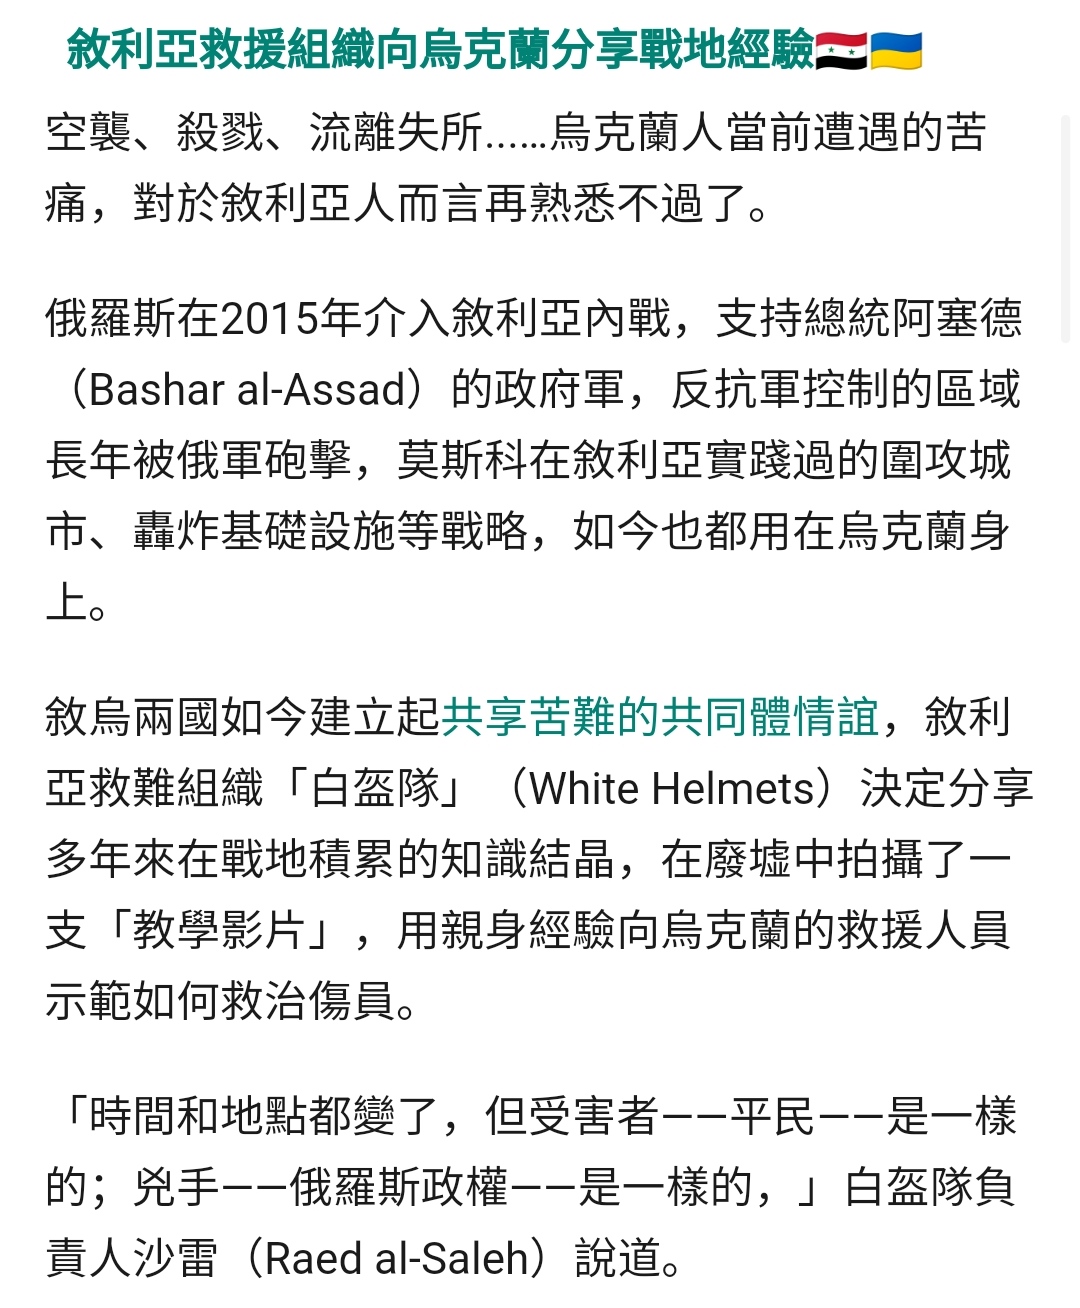 敘利亞救援組織向烏克蘭分享戰地經驗🇸🇾🇺🇦
空襲、殺戮、流離失所......烏克蘭人當前遭遇的苦
痛，對於敘利亞人而言再熟悉不過了。
俄羅斯在2015年介入敘利亞內戰，支持總統阿塞德
（Bashar al-Assad）的政府軍，反抗軍控制的區域
長年被俄軍砲擊，莫斯科在敘利亞實踐過的圍攻城
市、轟炸基礎設施等戰略，如今也都用在烏克蘭身
上。
敘烏兩國如今建立起共享苦難的共同體情誼，敘利
亞救難組織「白盔隊」（White Helmets）決定分享
多年來在戰地積累的知識結晶，在廢墟中拍攝了一
支「教學影片」，用親身經驗向烏克蘭的救援人員
示範如何救治傷員。
「時間和地點都變了，但受害者——平民——是一樣
的；兇手——俄羅斯政權——是一樣的，」白盔隊負
責人沙雷（Raed al-Saleh）說道。